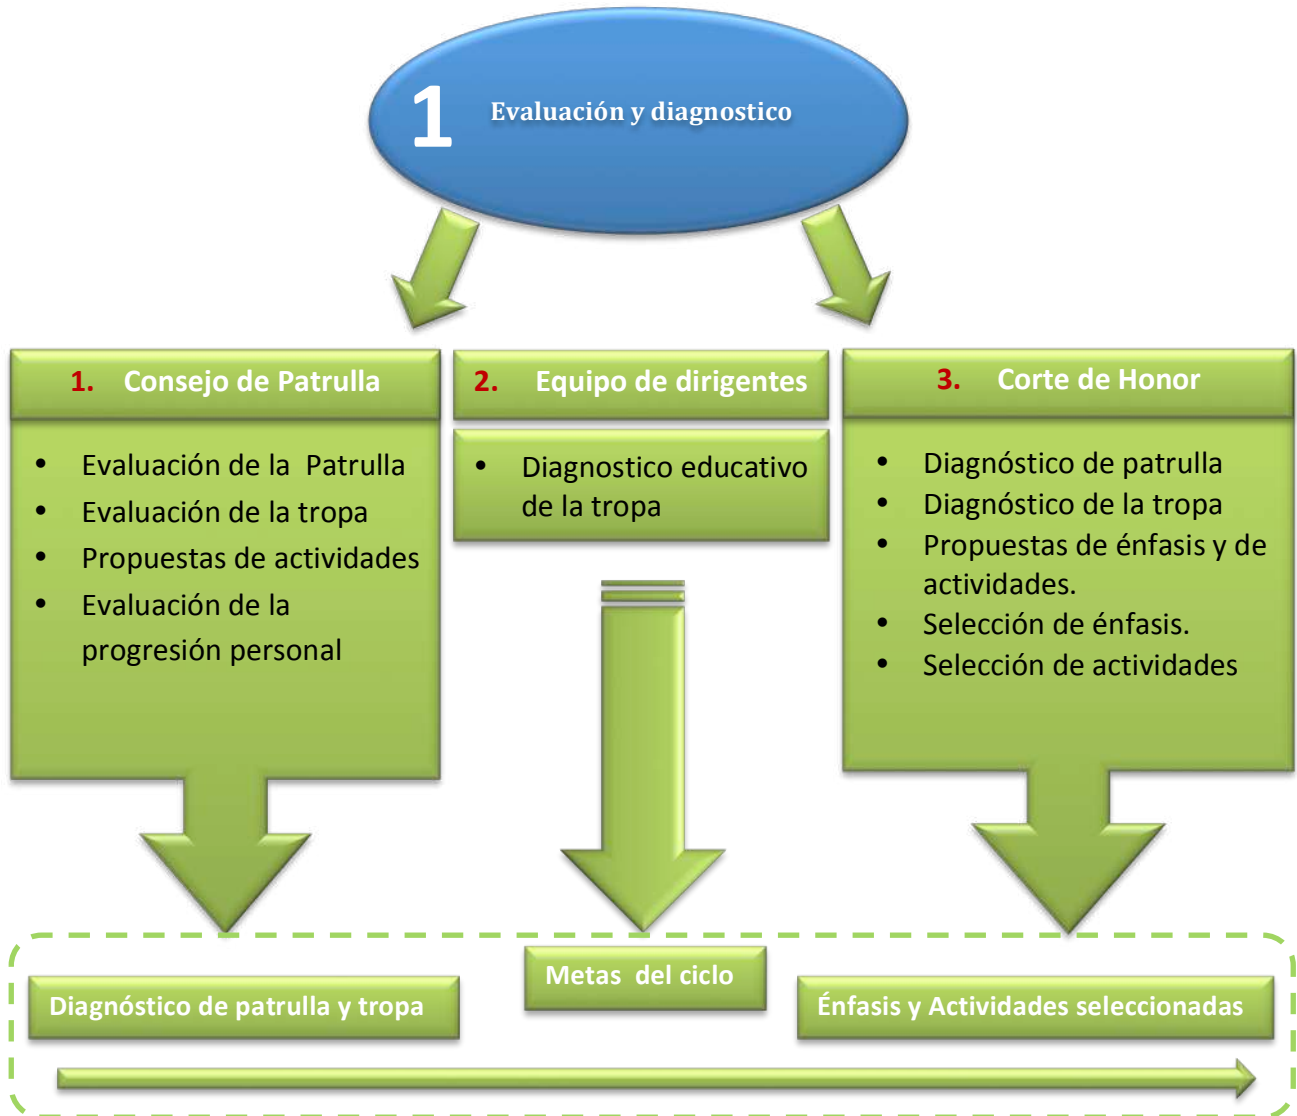 1 Evaluación y diagnostico
1. Consejo de Patrulla
• Evaluación de la Patrulla
• Evaluación de la tropa
• Propuestas de actividades
• Evaluación de la
progresión personal
2. Equipo de dirigentes
• Diagnostico educativo
de la tropa
3. Corte de Honor
• Diagnóstico de patrulla
• Diagnóstico de la tropa
• Propuestas de énfasis y de
actividades.
• Selección de énfasis.
• Selección de actividades
Diagnóstico de patrulla y tropa
Metas del ciclo
Énfasis y Actividades seleccionadas